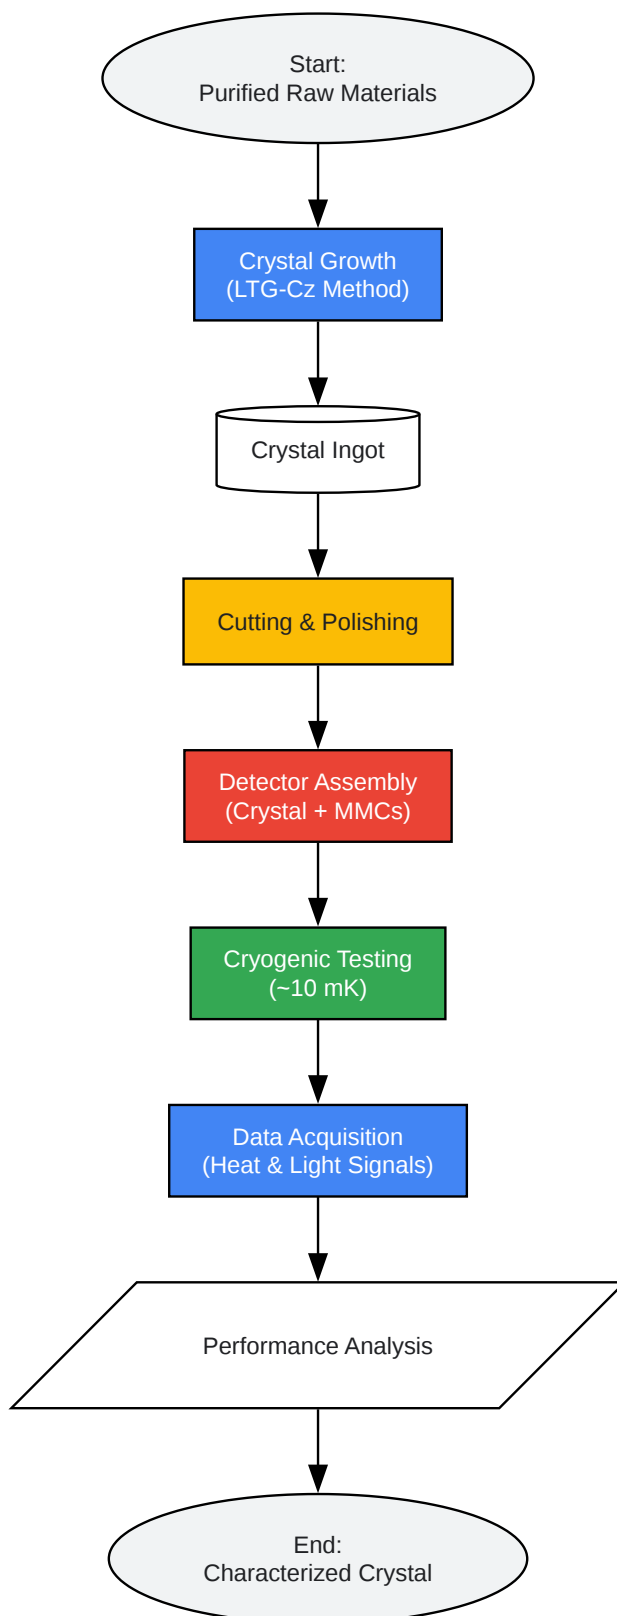 Start:
Purified Raw Materials
Crystal Growth
(LTG-Cz Method)
Crystal Ingot
Cutting & Polishing
Detector Assembly
(Crystal + MMCs)
Cryogenic Testing
(~10 mK)
Data Acquisition
(Heat & Light Signals)
Performance Analysis
End:
Characterized Crystal